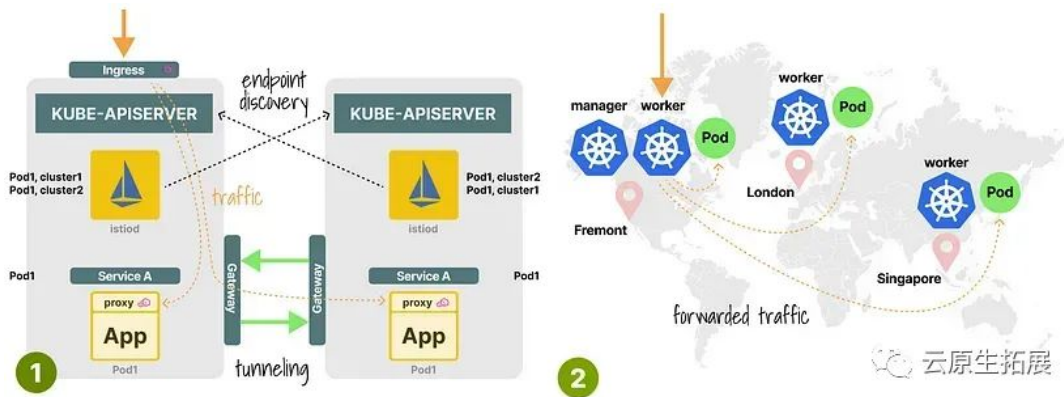 Ingress
endpoint
discovery
KUBE-APISERVER
KUBE-APISERVER
Pod1, cluster1
Pod1, cluster2
istiod
traffic
Pod1, cluster2
Pod1, cluster1
istiod
Pod1
Service A
proxy
App
Pod1
Gateway
Gateway
tunneling
Service A
proxy
App
Pod1
Pod1
1
manager
worker
Pod
Fremont
worker
Pod
London
worker
Pod
Singapore
forwarded traffic
2
云原生拓展